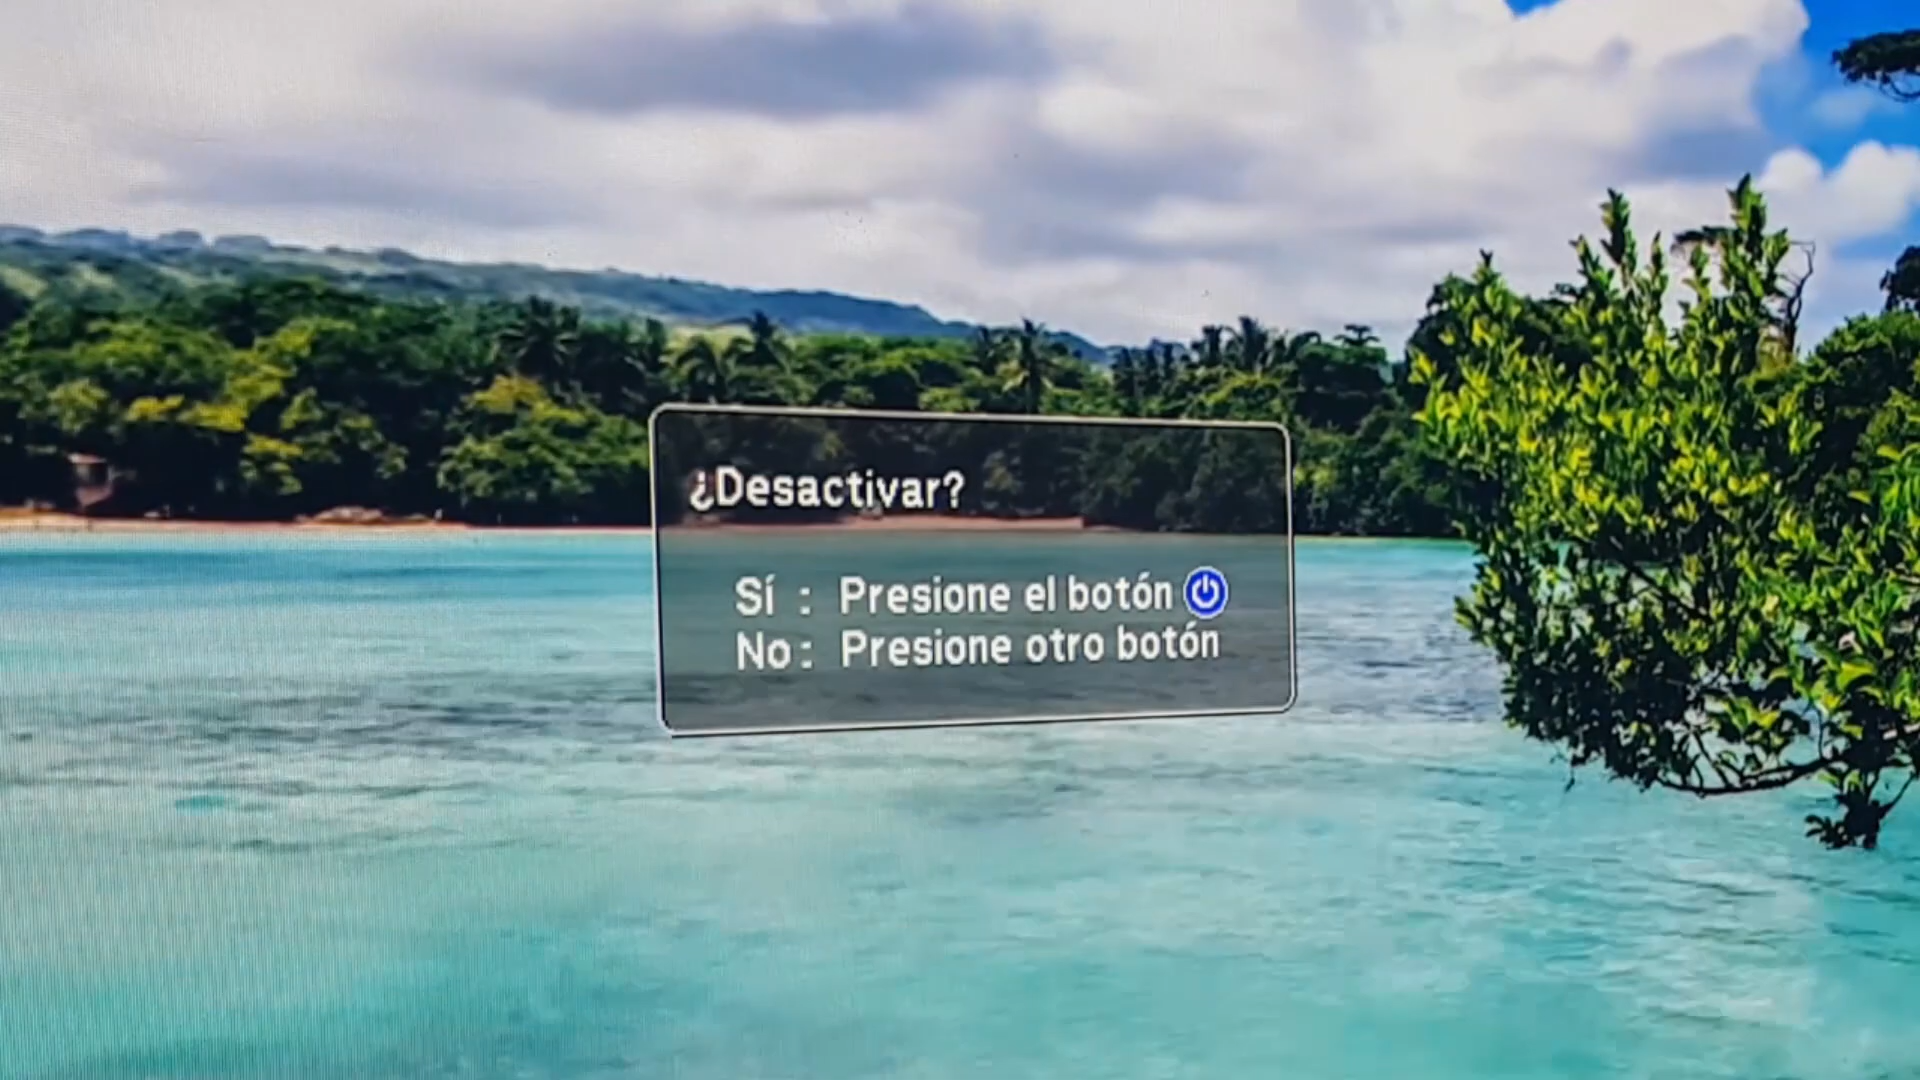 ¿Desactivar?
Sí : Presione el botón
No : Presione otro botón